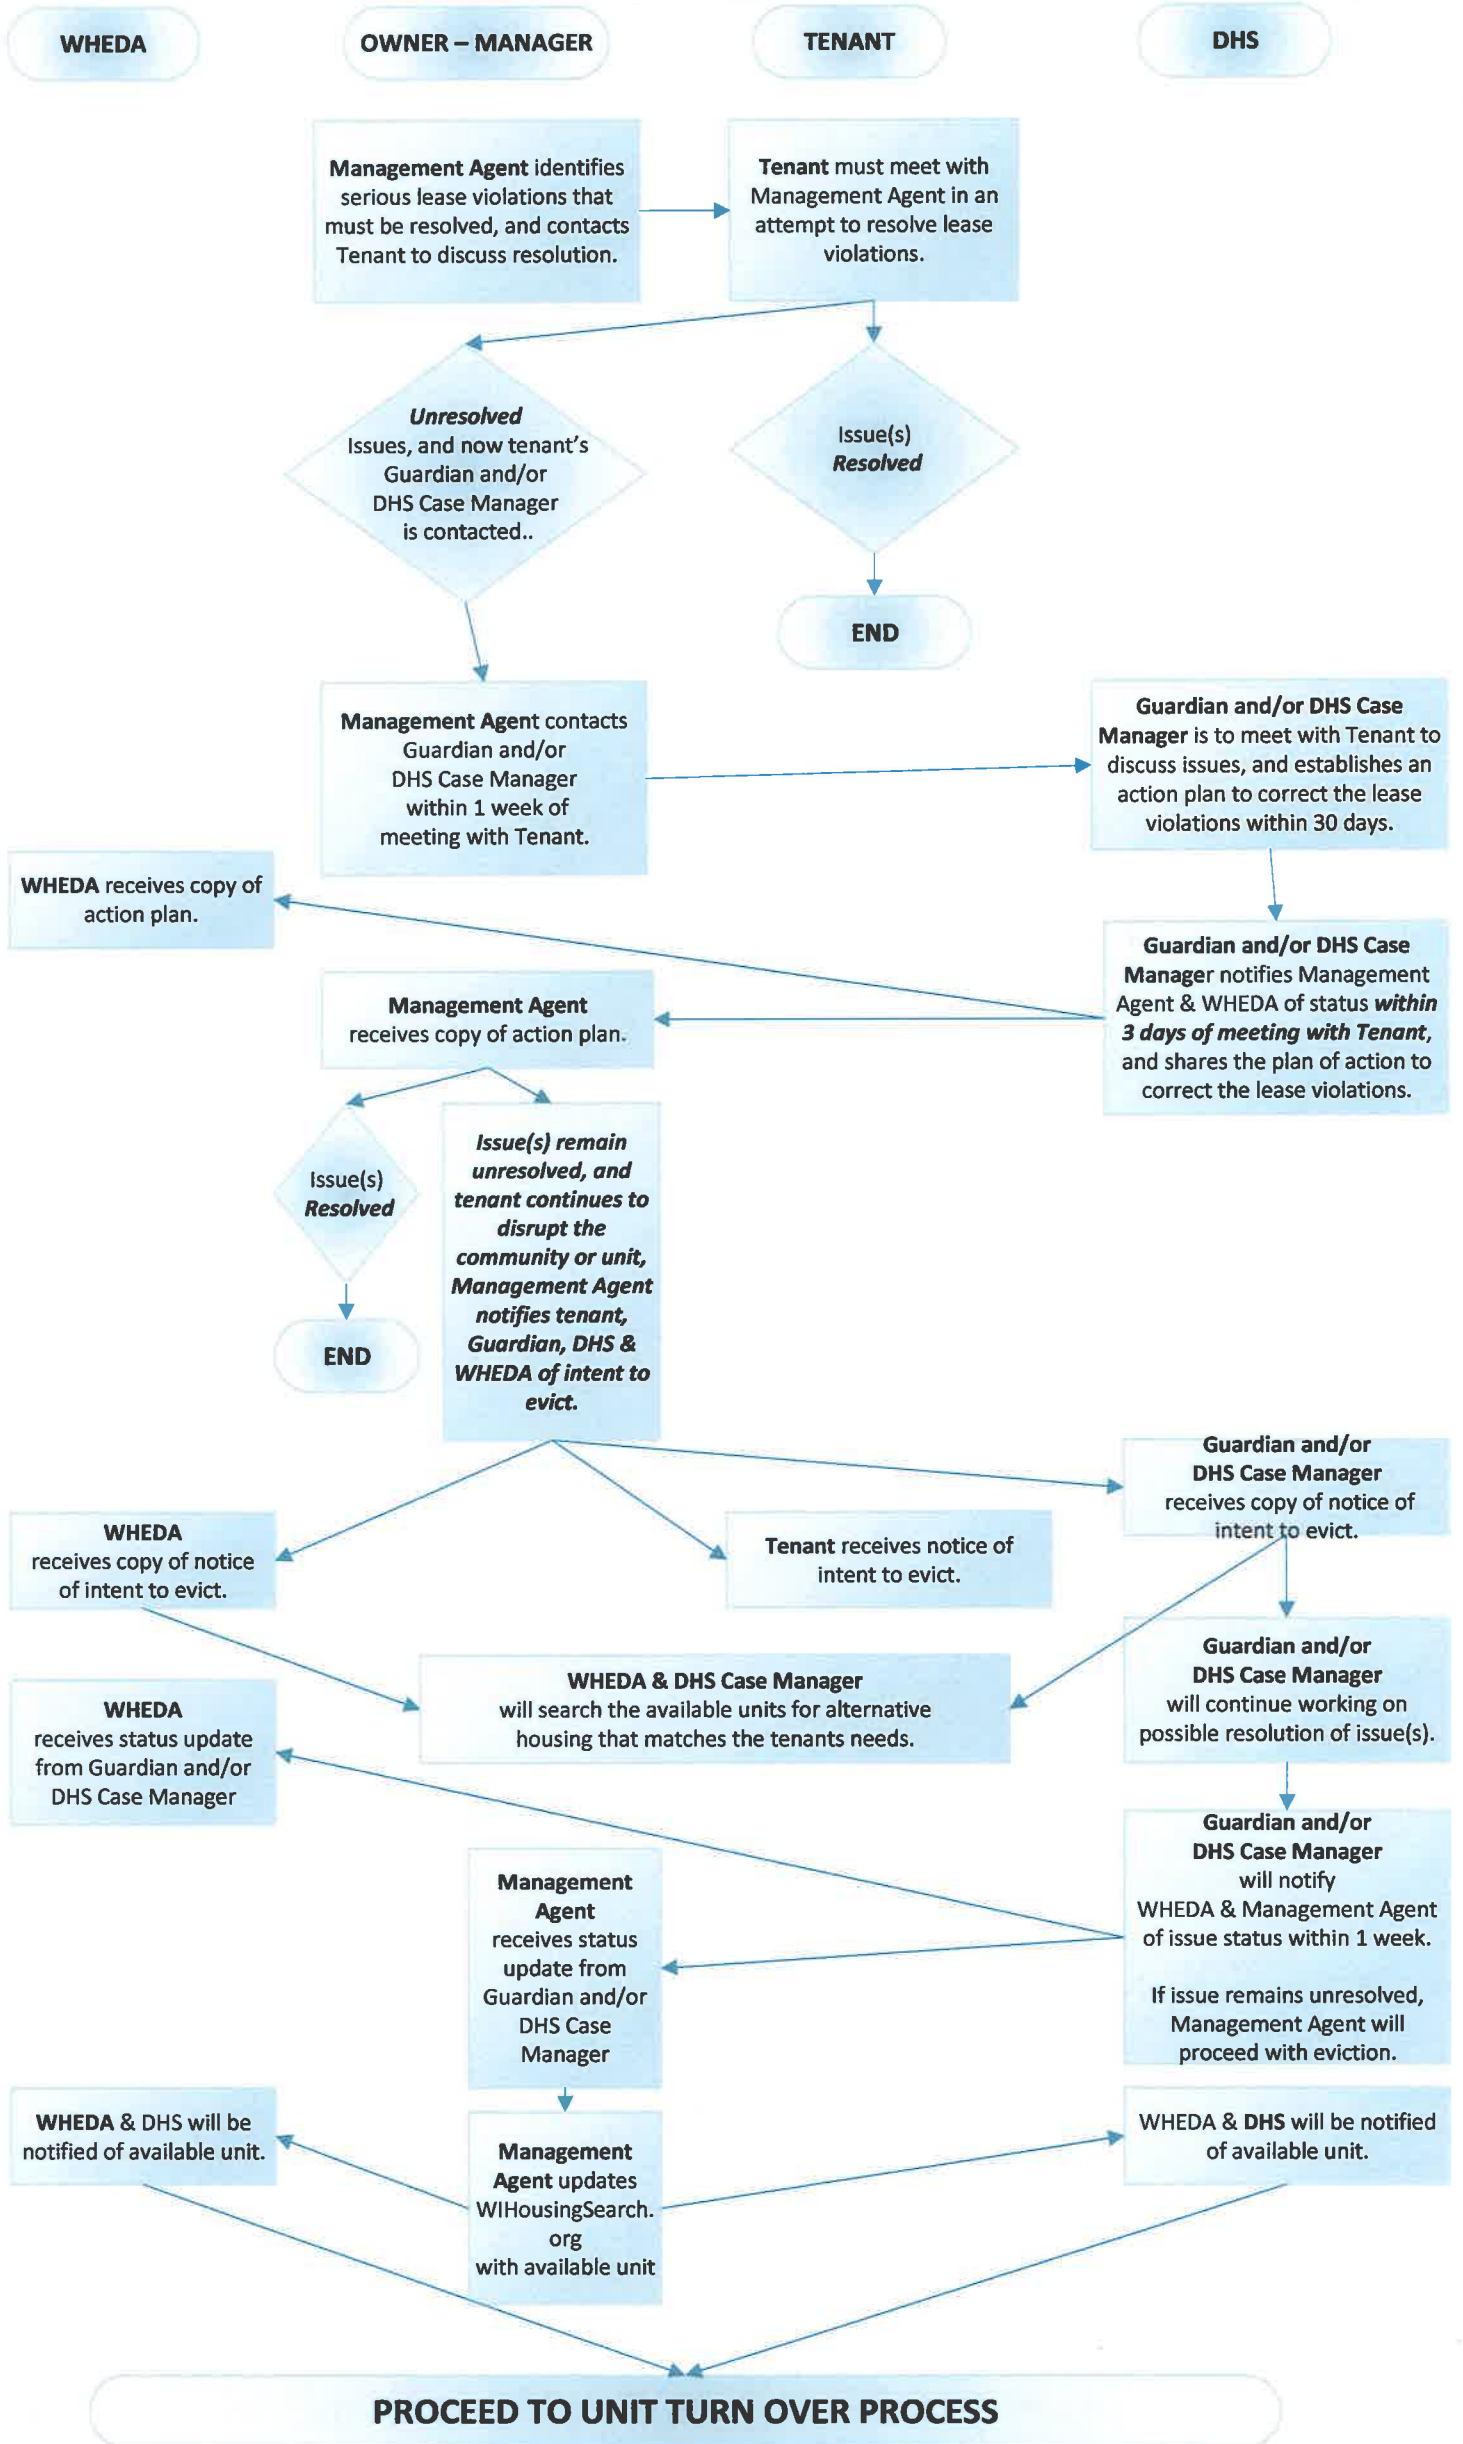 WHEDA
OWNER – MANAGER
TENANT
DHS
Management Agent identifies
serious lease violations that
must be resolved, and contacts
Tenant to discuss resolution.
Tenant must meet with
Management Agent in an
attempt to resolve lease
violations.
Unresolved
Issues, and now tenant's
Guardian and/or
DHS Case Manager
is contacted..
Issue(s)
Resolved
END
Management Agent contacts
Guardian and/or
DHS Case Manager
within 1 week of
meeting with Tenant.
Guardian and/or DHS Case
Manager is to meet with Tenant to
discuss issues, and establishes an
action plan to correct the lease
violations within 30 days.
WHEDA receives copy of
action plan.
Guardian and/or DHS Case
Manager notifies Management
Agent & WHEDA of status within
3 days of meeting with Tenant,
and shares the plan of action to
correct the lease violations.
Management Agent
receives copy of action plan.
Issue(s)
Resolved
END
Issue(s) remain
unresolved, and
tenant continues to
disrupt the
community or unit,
Management Agent
notifies tenant,
Guardian, DHS &
WHEDA of intent to
evict.
Guardian and/or
DHS Case Manager
receives copy of notice of
intent to evict.
WHEDA
receives copy of notice
of intent to evict.
Tenant receives notice of
intent to evict.
WHEDA & DHS Case Manager
will search the available units for alternative
housing that matches the tenants needs.
Guardian and/or
DHS Case Manager
will continue working on
possible resolution of issue(s).
WHEDA
receives status update
from Guardian and/or
DHS Case Manager
Guardian and/or
DHS Case Manager
will notify
WHEDA & Management Agent
of issue status within 1 week.
If issue remains unresolved,
Management Agent will
proceed with eviction.
Management
Agent
receives status
update from
Guardian and/or
DHS Case
Manager
WHEDA & DHS will be
notified of available unit.
Management
Agent updates
WIHousingSearch.
org
with available unit
WHEDA & DHS will be notified
of available unit.
PROCEED TO UNIT TURN OVER PROCESS